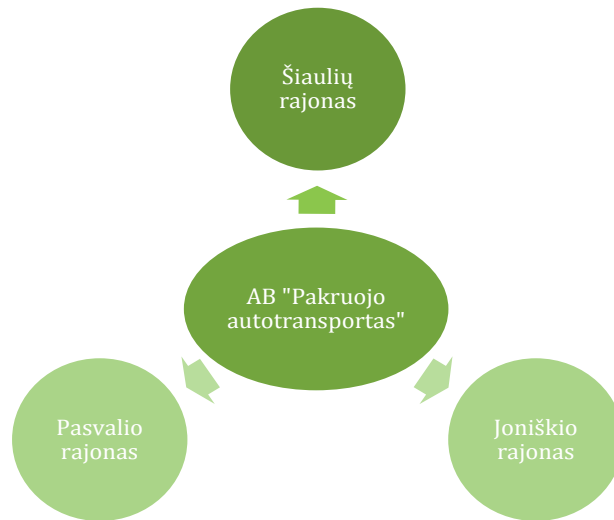 Šiaulių
rajonas
AB "Pakruojo
autotransportas"
Pasvalio
rajonas
Joniškio
rajonas